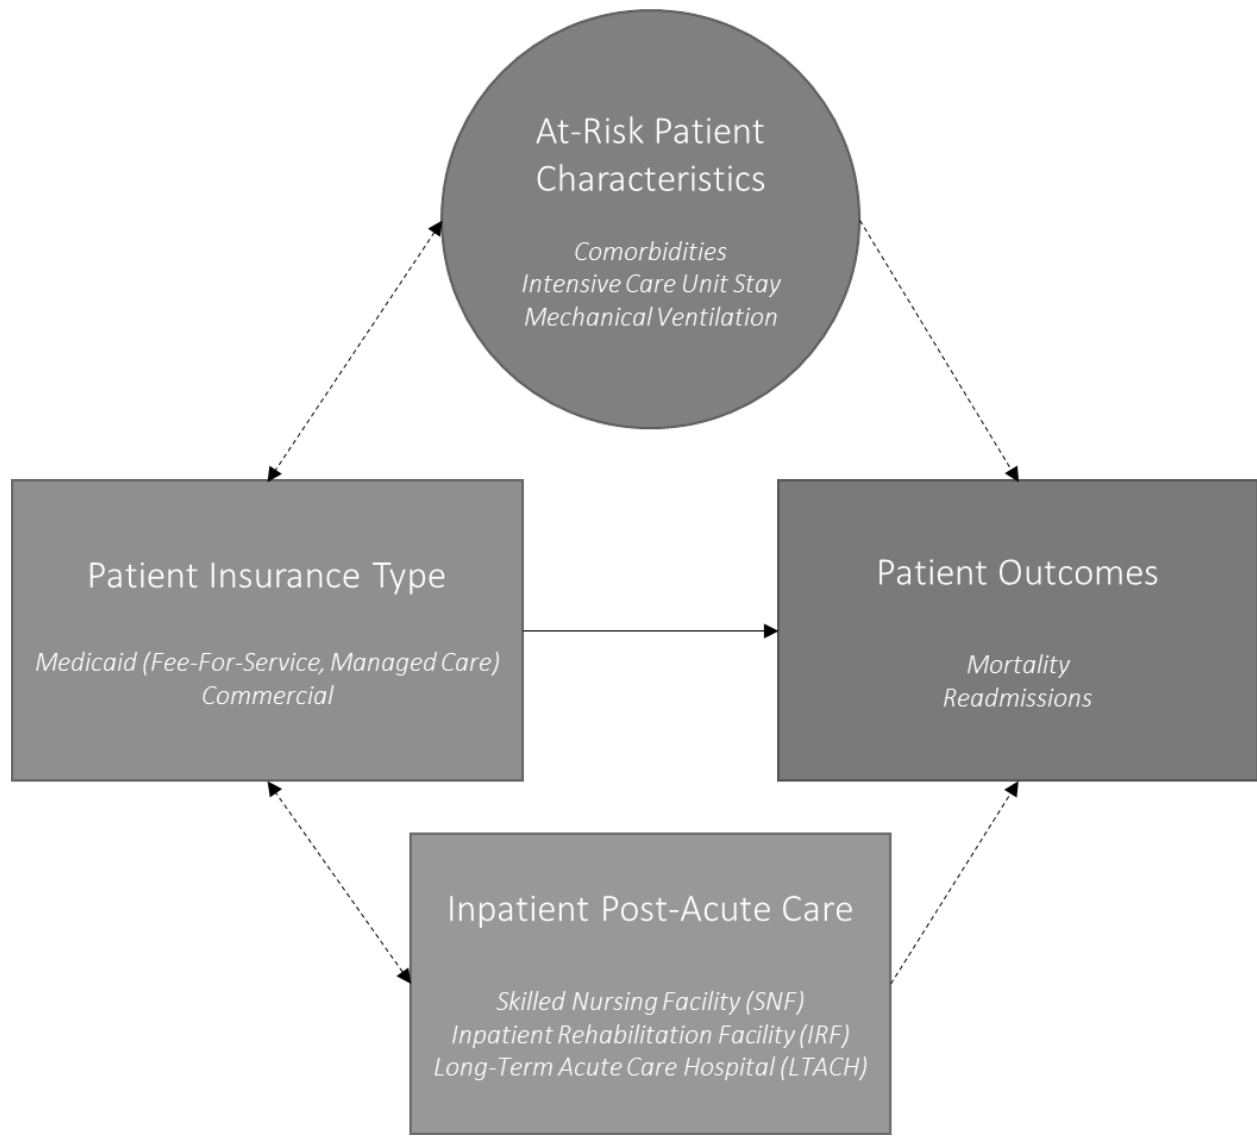 At-Risk Patient
Characteristics
Comorbidities
Intensive Care Unit Stay
Mechanical Ventilation
Patient Insurance Type
Medicaid (Fee-For-Service, Managed Care)
Commercial
Patient Outcomes
Mortality
Readmissions
Inpatient Post-Acute Care
Skilled Nursing Facility (SNF)
Inpatient Rehabilitation Facility (IRF)
Long-Term Acute Care Hospital (LTACH)